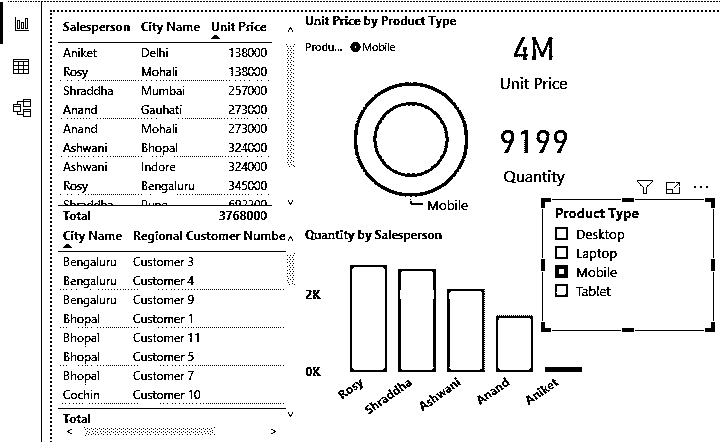 Salesperson City Name Unit Price
Aniket Delhi 138000
Rosy Mohali 138000
Shraddha Mumbai 257000
Anand Gauhati 273000
Anand Mohali 273000
Ashwani Bhopal 324000
Ashwani Indore 324000
Rosy Bengaluru 345000
Shraddha Pune 692300
Total 3768000
City Name Regional Customer Numbe
Bengaluru Customer 3
Bengaluru Customer 4
Bengaluru Customer 9
Bhopal Customer 1
Bhopal Customer 11
Bhopal Customer 5
Bhopal Customer 7
Cochin Customer 10
Total
Unit Price by Product Type
Produ... Mobile
Mobile
4M
Unit Price
9199
Quantity
Product Type
Desktop
Laptop
Mobile
Tablet
Quantity by Salesperson
2K
0K
Rosy
Shraddha
Ashwani
Anand
Aniket